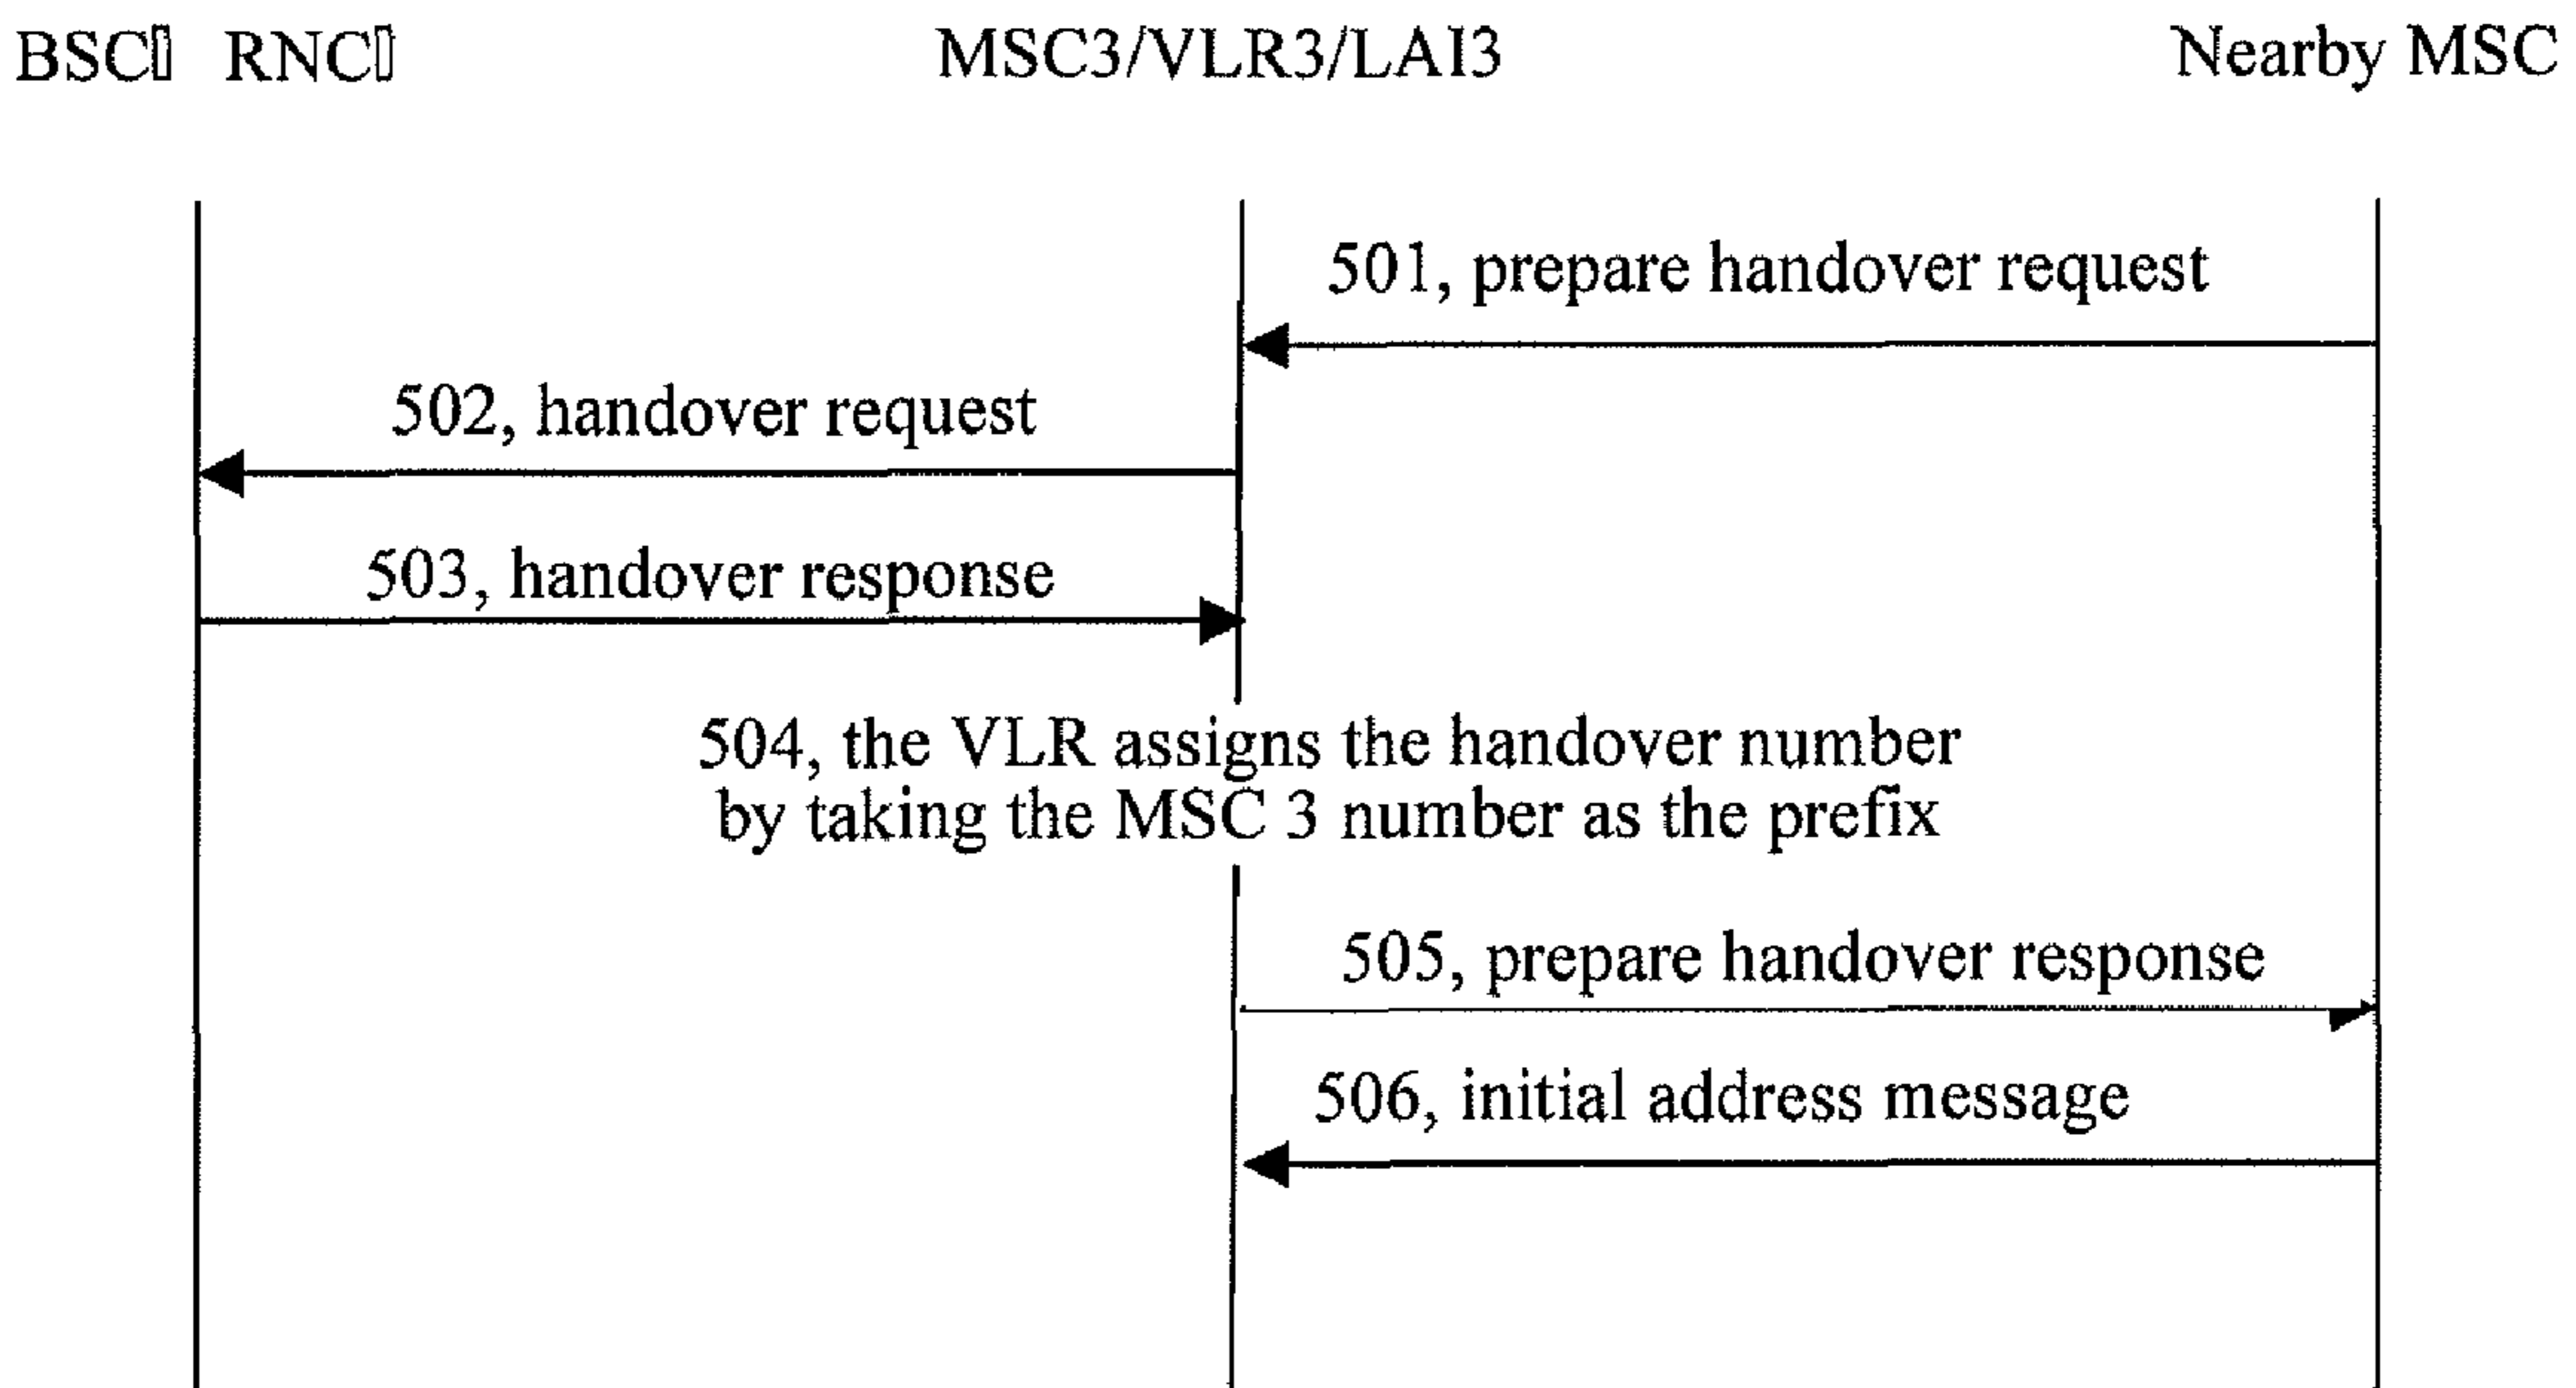 BSC RNC MSC3/VLR3/LAI3 Nearby MSC
501, prepare handover request
502, handover request
503, handover response
504, the VLR assigns the handover number
by taking the MSC 3 number as the prefix
505, prepare handover response
506, initial address message